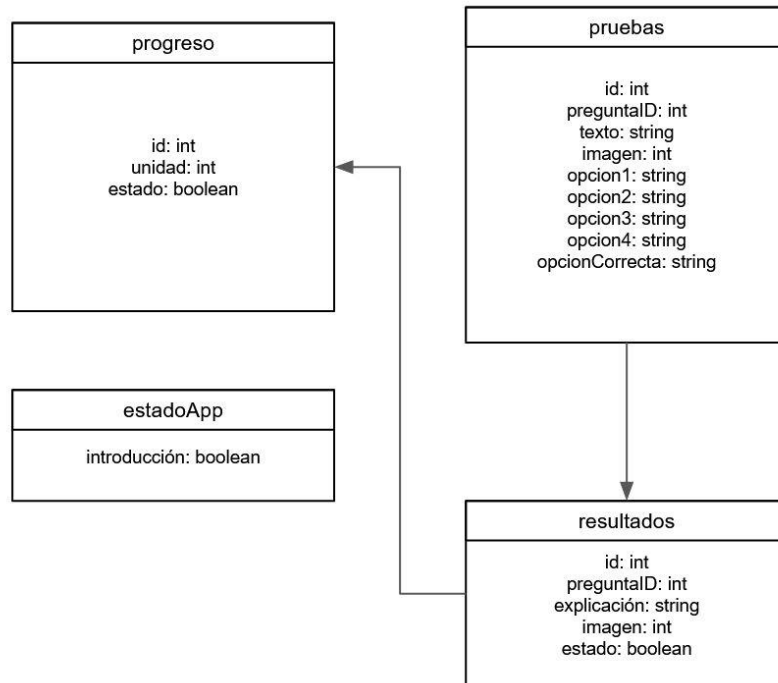 progreso
id: int
unidad: int
estado: boolean
pruebas
id: int
preguntaID: int
texto: string
imagen: int
opcion1: string
opcion2: string
opcion3: string
opcion4: string
opcionCorrecta: string
estadoApp
introducción: boolean
resultados
id: int
preguntaID: int
explicación: string
imagen: int
estado: boolean